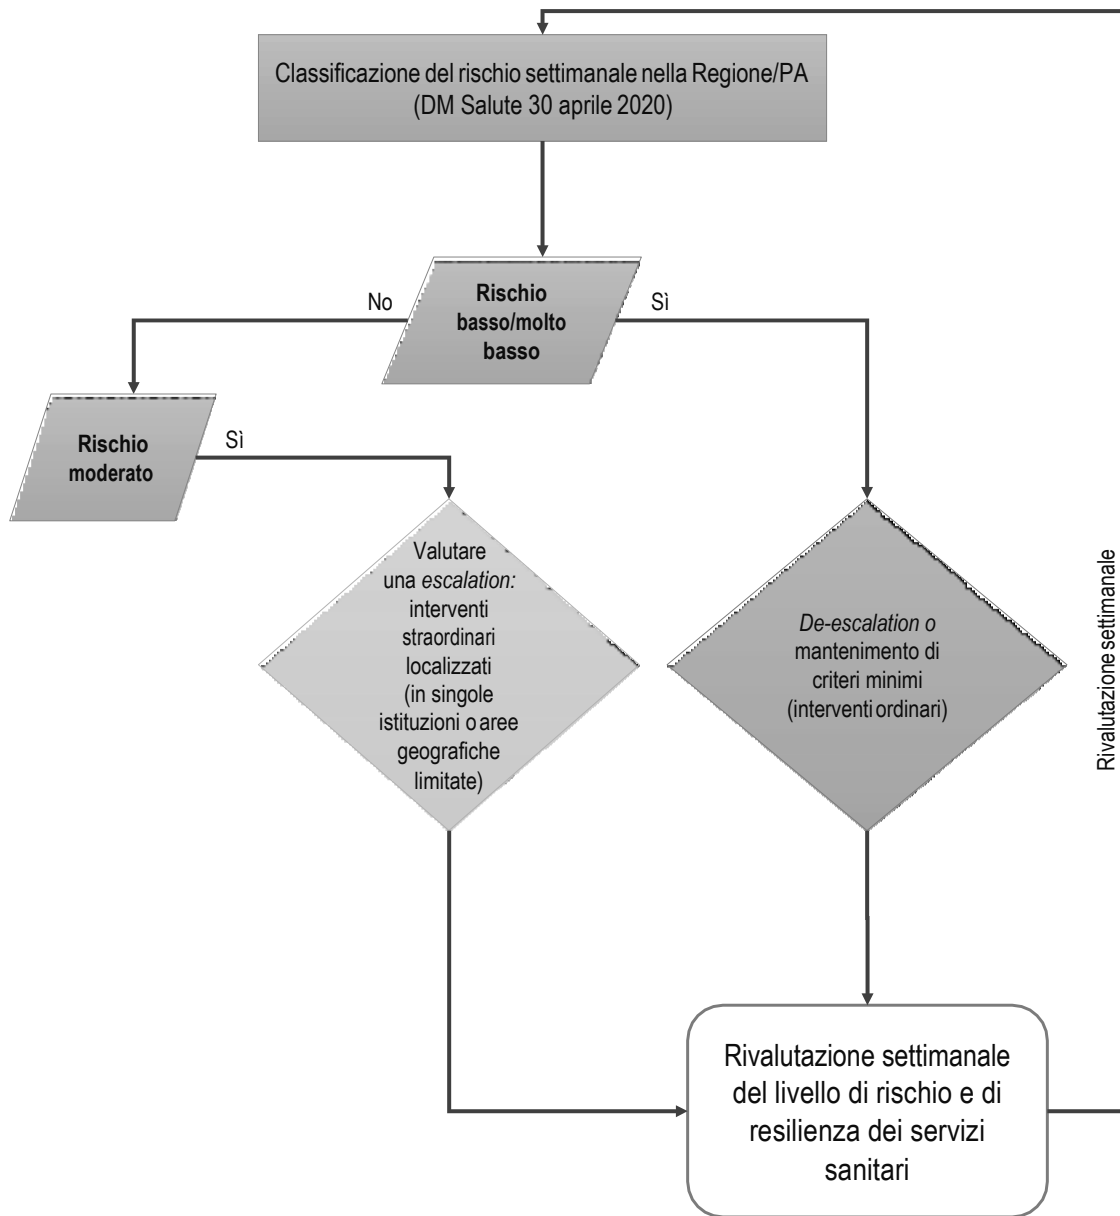 Classificazione del rischio settimanale nella Regione/PA
(DM Salute 30 aprile 2020)
No
Rischio
basso/molto
basso
Sì
Rischio
moderato
Sì
Valutare
una escalation:
interventi
straordinari
localizzati
(in singole
istituzioni o aree
geografiche
limitate)
De-escalation o
mantenimento di
criteri minimi
(interventi ordinari)
Rivalutazione settimanale
Rivalutazione settimanale
del livello di rischio e di
resilienza dei servizi
sanitari